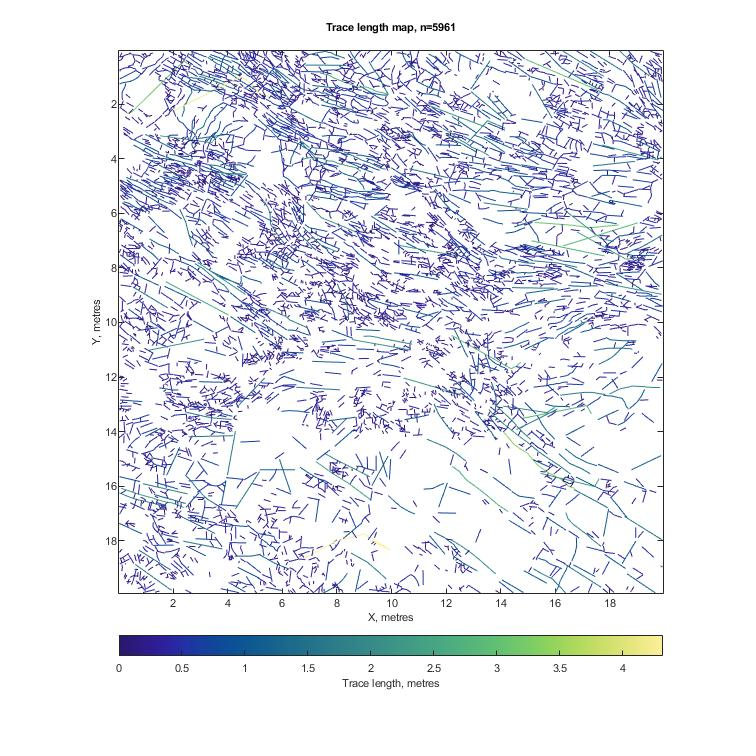 Trace length map, n=5961
2
4
6
8
10
12
14
16
18
Y, metres
2 4 6 8 10 12 14 16 18
X, metres
0 0.5 1 1.5 2 2.5 3 3.5 4
Trace length, metres